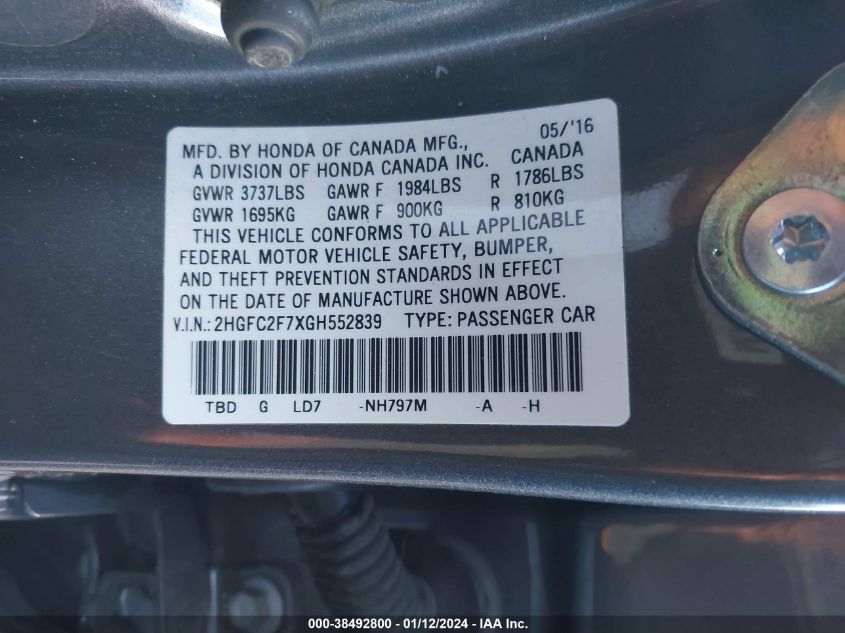 05/'16
MFD. BY HONDA OF CANADA MFG.,
A DIVISION OF HONDA CANADA INC. CANADA
GVWR 3737LBS GAWR F 1984LBS R 1786LBS
GVWR 1695KG GAWR F 900KG R 810KG
THIS VEHICLE CONFORMS TO ALL APPLICABLE
FEDERAL MOTOR VEHICLE SAFETY, BUMPER,
AND THEFT PREVENTION STANDARDS IN EFFECT
ON THE DATE OF MANUFACTURE SHOWN ABOVE.
V.I.N.: 2HGFC2F7XGH552839 TYPE: PASSENGER CAR
TBD G LD7 -NH797M -A -H
000-38492800 - 01/12/2024 - IAA Inc.